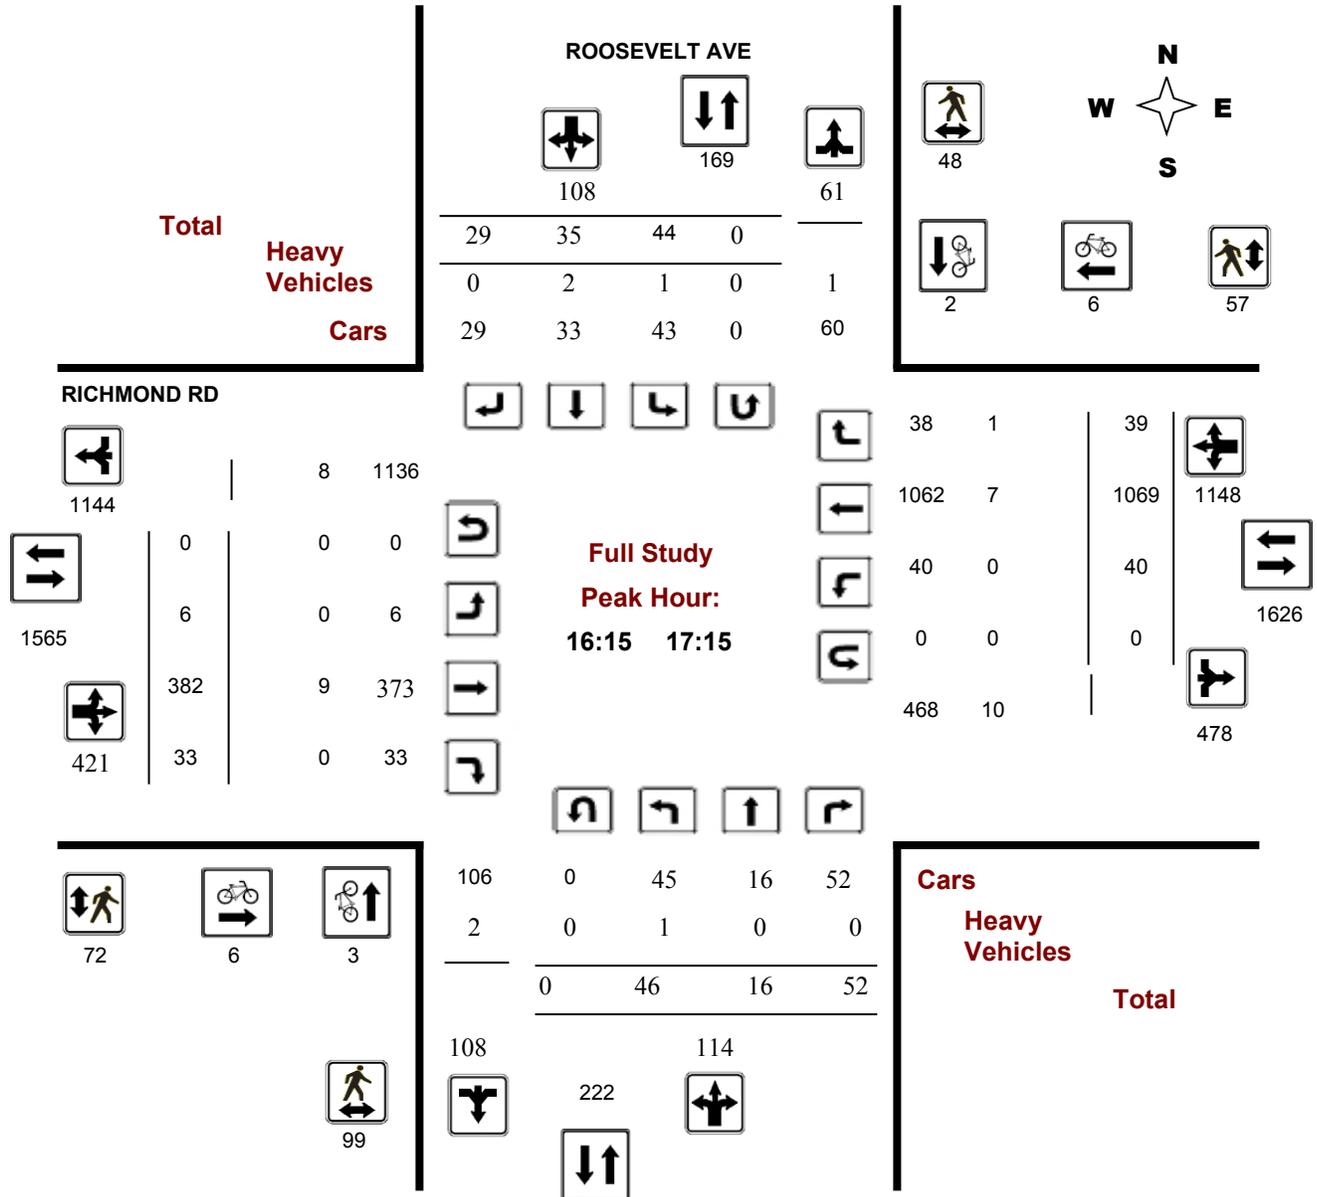 ROOSEVELT AVE
N
W E
S
169
48
108 61
Total 29 35 44 0
Heavy
Vehicles 0 2 1 0 1
2 6 57
Cars 29 33 43 0 60
RICHMOND RD
38 1 39
8 1136
1144
1062 7 1069 1148
0 0 0
Full Study
40 0 40
Peak Hour:
6 0 6
1626
1565
16:15 17:15
0 0 0
382 9 373
468 10
478
421 33 0 33
106 0 45 16 52 Cars
2 0 1 0 0 Heavy
Vehicles
72 6 3
0 46 16 52 Total
108 114
222
99